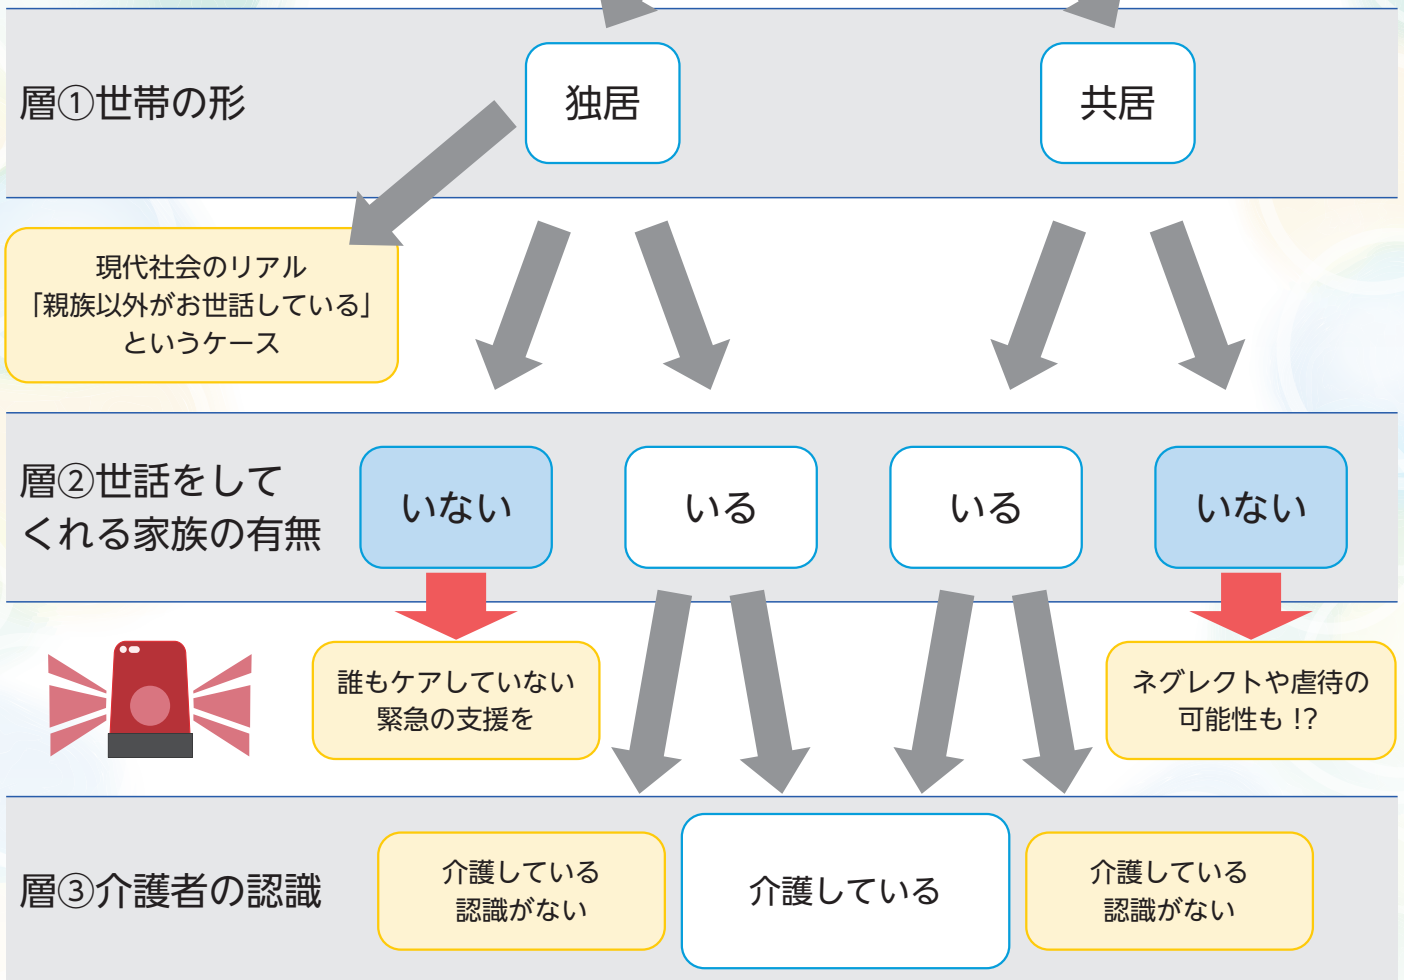 層①世帯の形
独居
共居
現代社会のリアル
「親族以外がお世話している」
というケース
層②世話をして
くれる家族の有無
いない
いる
いる
いない
誰もケアしていない
緊急の支援を
ネグレクトや虐待の
可能性も !?
層③介護者の認識
介護している
認識がない
介護している
介護している
認識がない